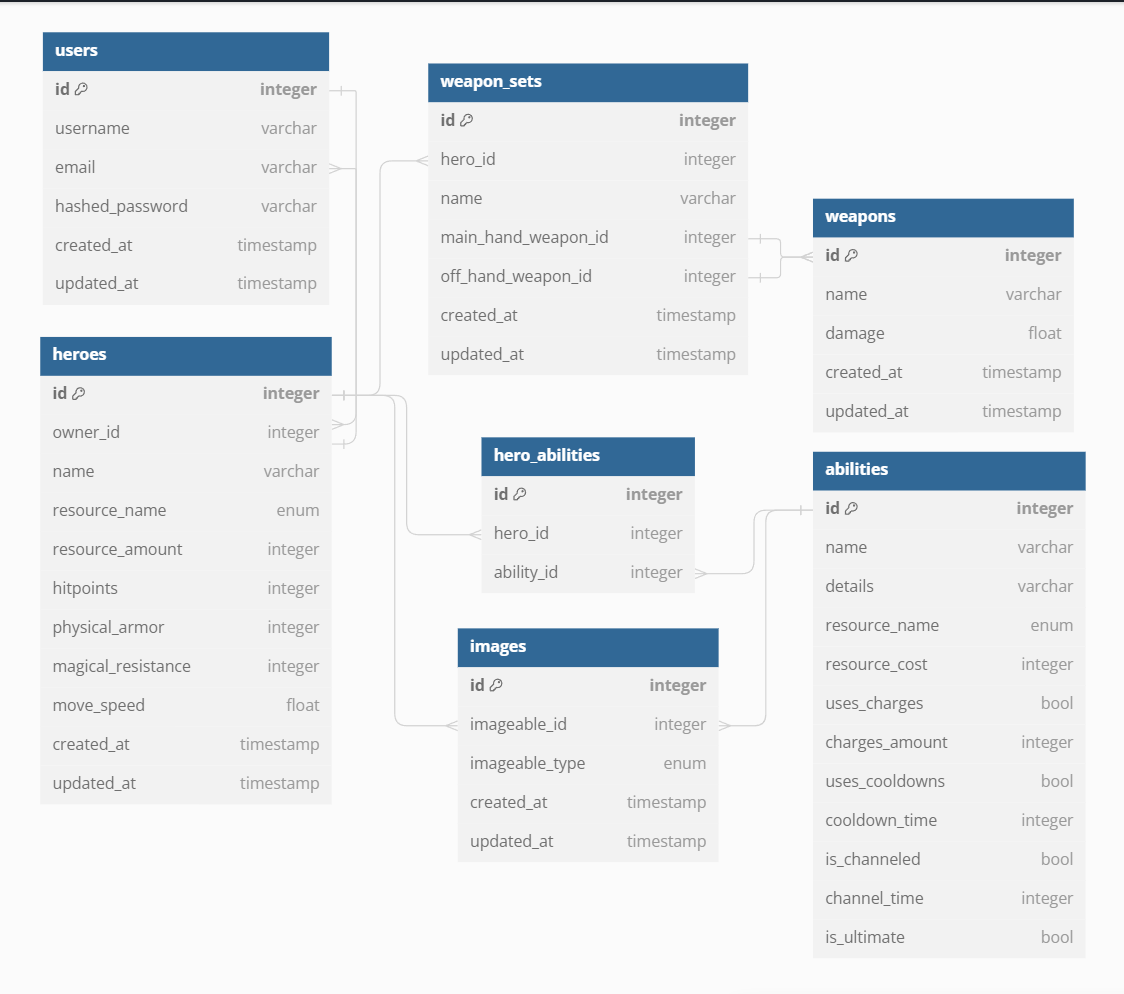 users
id integer
username varchar
email varchar
hashed_password varchar
created_at timestamp
updated_at timestamp
heroes
id integer
owner_id integer
name varchar
resource_name enum
resource_amount integer
hitpoints integer
physical_armor integer
magical_resistance integer
move_speed float
created_at timestamp
updated_at timestamp
weapon_sets
id integer
hero_id integer
name varchar
main_hand_weapon_id integer
off_hand_weapon_id integer
created_at timestamp
updated_at timestamp
hero_abilities
id integer
hero_id integer
ability_id integer
images
id integer
imageable_id integer
imageable_type enum
created_at timestamp
updated_at timestamp
weapons
id integer
name varchar
damage float
created_at timestamp
updated_at timestamp
abilities
id integer
name varchar
details varchar
resource_name enum
resource_cost integer
uses_charges bool
charges_amount integer
uses_cooldowns bool
cooldown_time integer
is_channeled bool
channel_time integer
is_ultimate bool